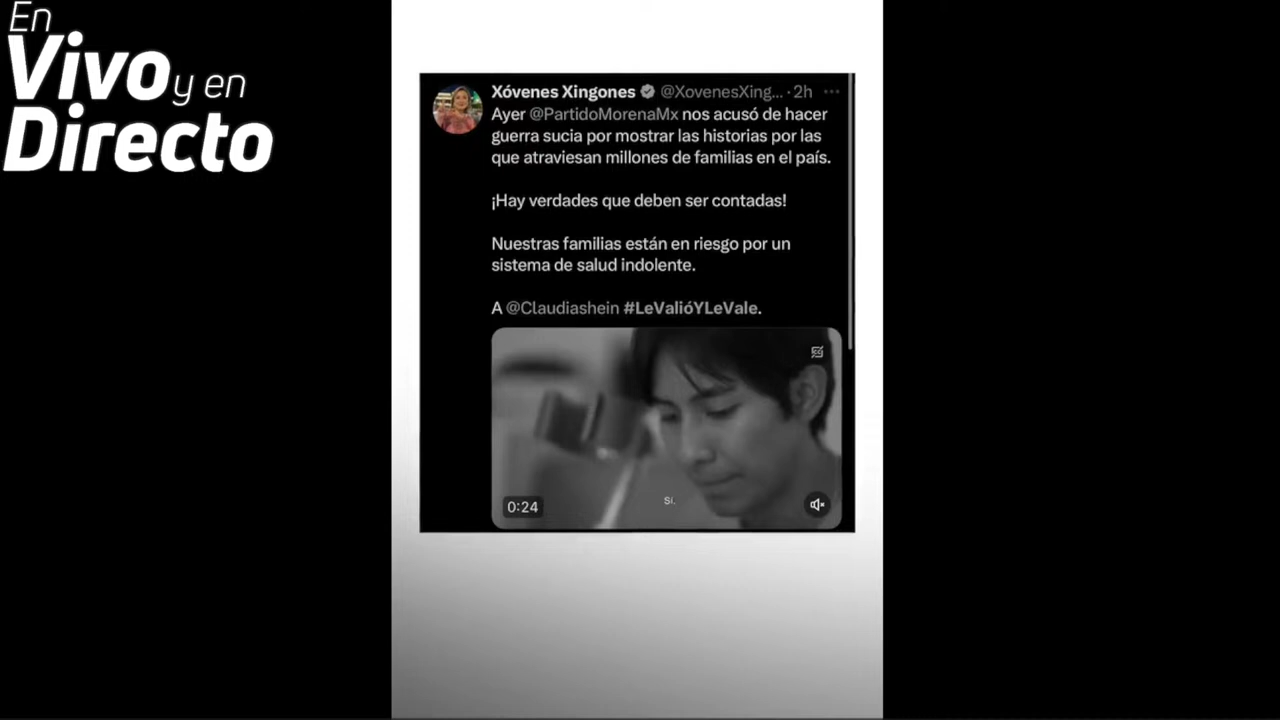 En
Vivo y en
Directo
Xóvenes Xingones @XovenesXing... · 2h
Ayer @PartidoMorenaMx nos acusó de hacer
guerra sucia por mostrar las historias por las
que atraviesan millones de familias en el país.
¡Hay verdades que deben ser contadas!
Nuestras familias están en riesgo por un
sistema de salud indolente.
A @Claudiashein #LeValióYLeVale.
Sí.
0:24